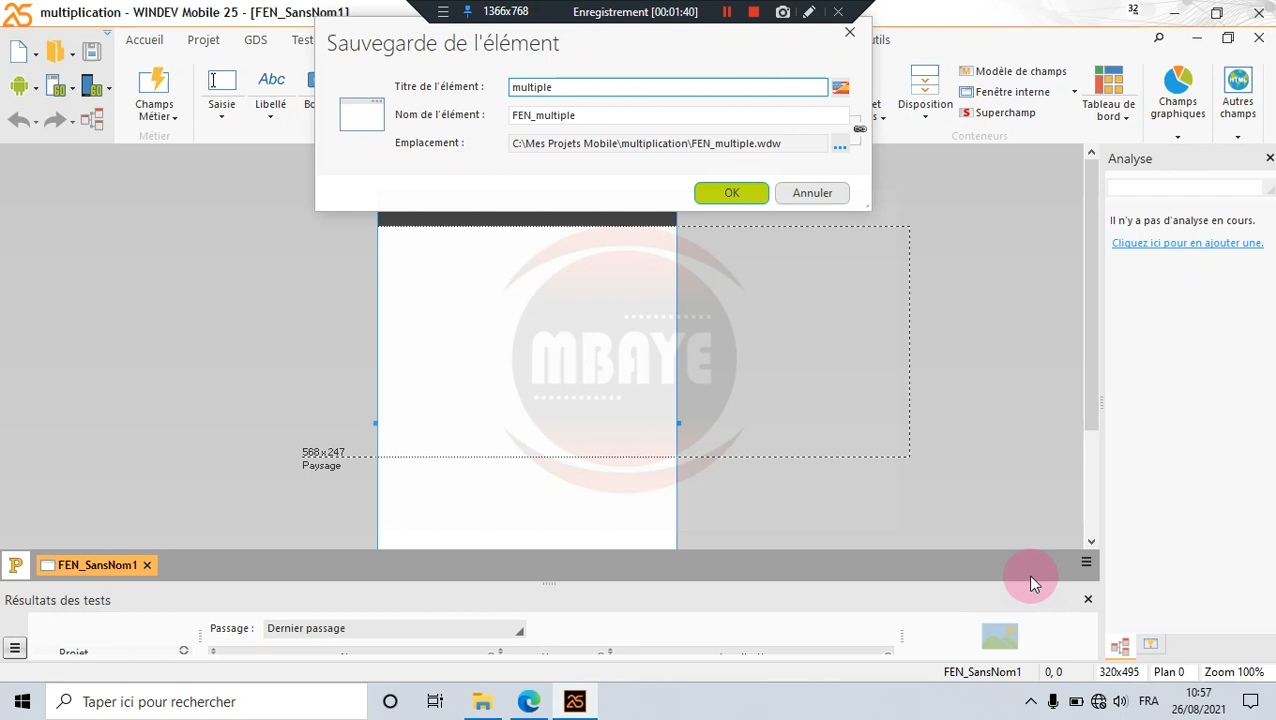 multiplication - WINDEV Mobile 25 - [FEN_SansNom1]
1366x768
Enregistrement [00:01:40]
32
Accueil
Projet
GDS
Saisie
Abc
Libellé
Champs
Métier
Disposition
Modèle de champs
Fenêtre interne
Superchamp
Conteneurs
Tableau de
bord
Champs
graphiques
Autres
champs
Sauvegarde de l'élément
Titre de l'élément :
multiple
Nom de l'élément :
FEN_multiple
Emplacement :
C:\Mes Projets Mobile\multiplication\FEN_multiple.wdw
...
OK
Annuler
Analyse
Il n'y a pas d'analyse en cours.
Cliquez ici pour en ajouter une.
MBAYE
568 x 247
Paysage
FEN_SansNom1
Résultats des tests
Passage :
Dernier passage
Projet
FEN_SansNom1
0, 0
320x495
Plan 0
Zoom 100%
Taper ici pour rechercher
25
FRA
10:57
26/08/2021